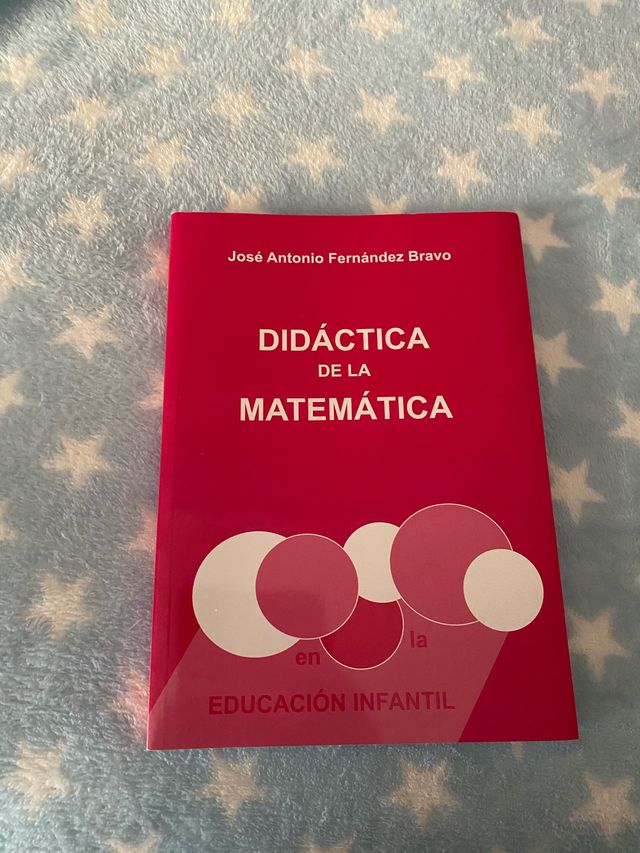 José Antonio Fernández Bravo
DIDÁCTICA
DE LA
MATEMÁTICA
en la
EDUCACIÓN INFANTIL